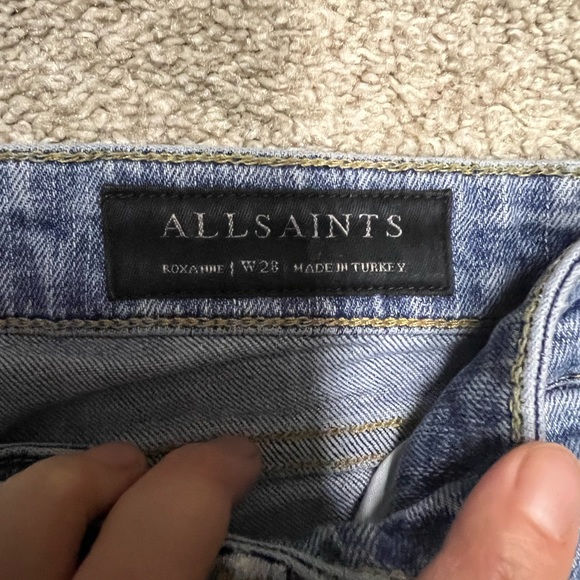 ALLSAINTS
ROXANNE | W28 | MADE IN TURKEY